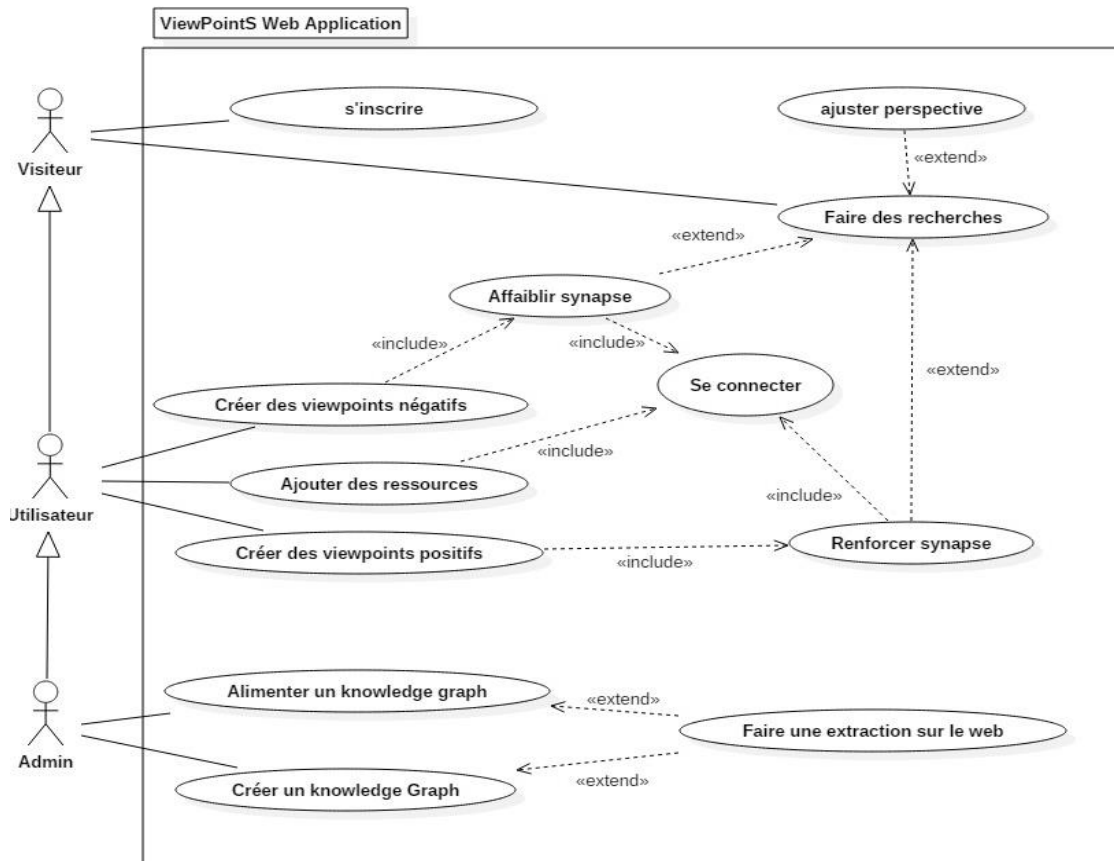 ViewPointS Web Application
s'inscrire
ajuster perspective
Visiteur
«extend»
Faire des recherches
«extend»
Affaiblir synapse
«include»
«include»
Se connecter
«extend»
Créer des viewpoints négatifs
«include»
Ajouter des ressources
Utilisateur
«include»
Créer des viewpoints positifs
Renforcer synapse
«include»
Alimenter un knowledge graph
«extend»
Faire une extraction sur le web
Admin
«extend»
Créer un knowledge Graph